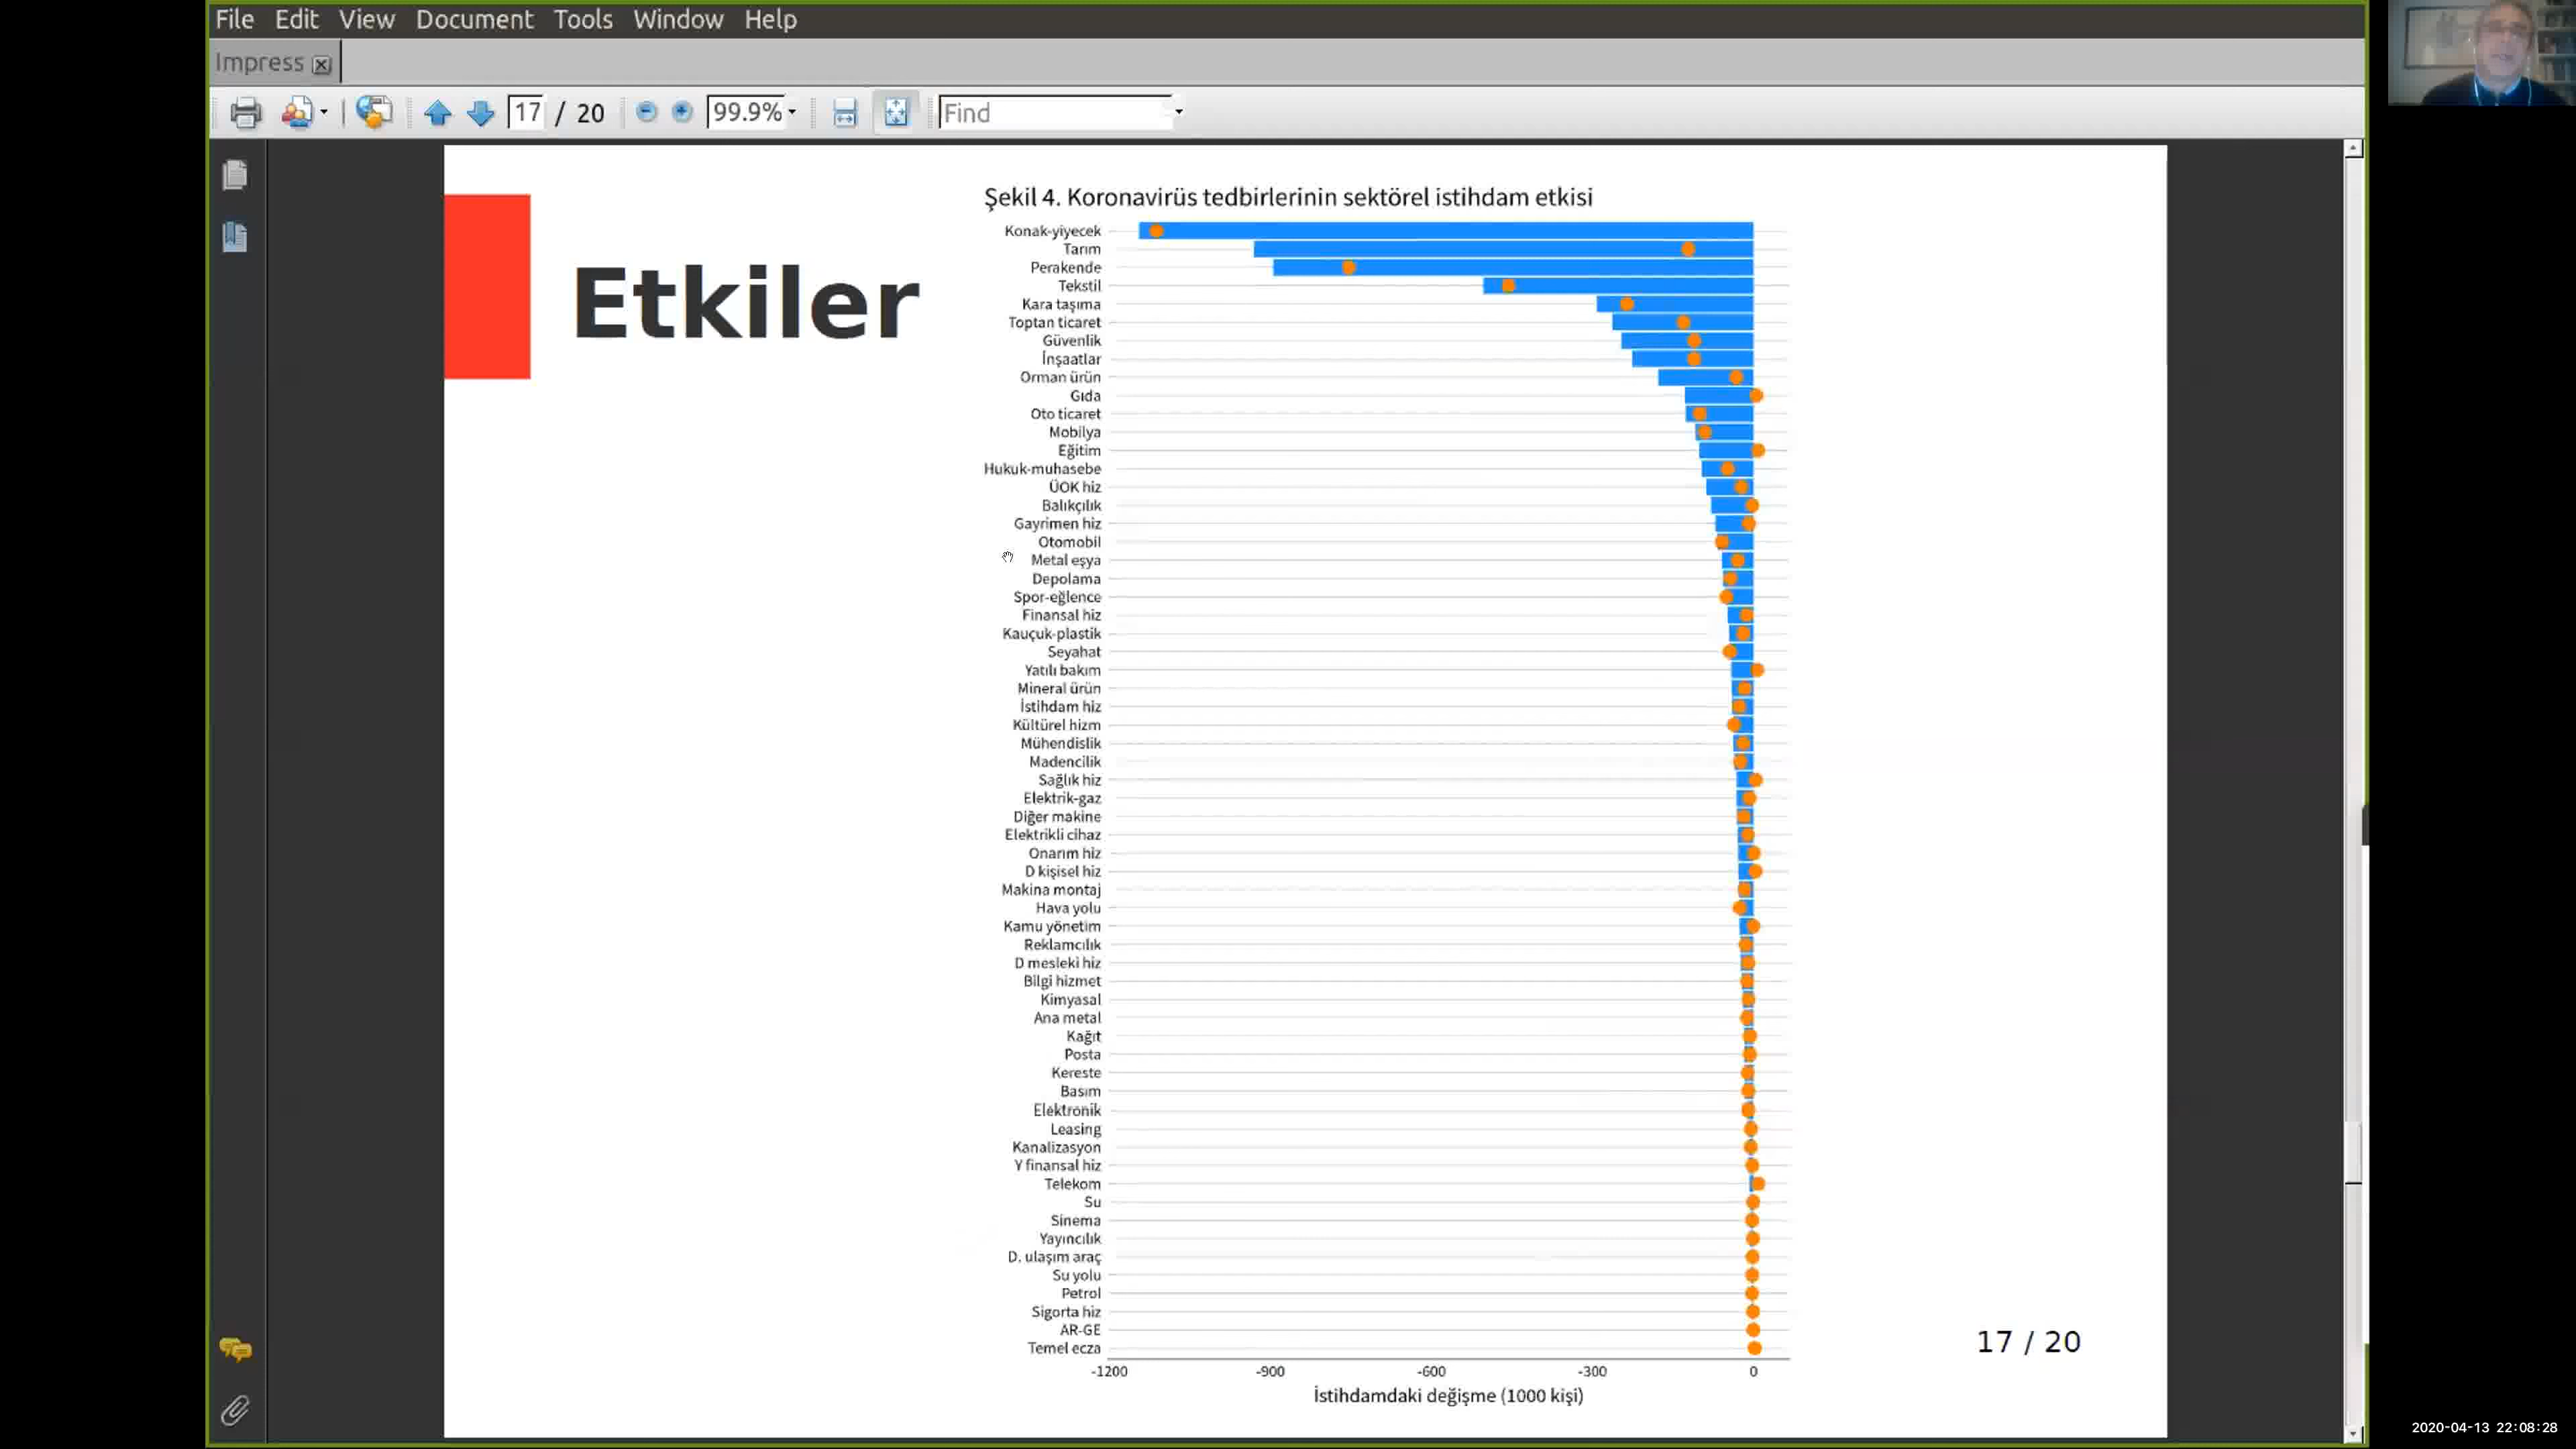 File Edit View Document Tools Window Help
Impress
17 / 20
99.9%
Find
Etkiler
Şekil 4. Koronavirüs tedbirlerinin sektörel istihdam etkisi
Konak-yiyecek
Tarım
Perakende
Tekstil
Kara taşıma
Toptan ticaret
Güvenlik
İnşaatlar
Orman ürün
Gıda
Oto ticaret
Mobilya
Eğitim
Hukuk-muhasebe
ÜOK hiz
Balıkçılık
Gayrimen hiz
Otomobil
Metal eşya
Depolama
Spor-eğlence
Finansal hiz
Kauçuk-plastik
Seyahat
Yatılı bakım
Mineral ürün
İstihdam hiz
Kültürel hizm
Mühendislik
Madencilik
Sağlık hiz
Elektrik-gaz
Diğer makine
Elektrikli cihaz
Onarım hiz
D kişisel hiz
Makina montaj
Hava yolu
Kamu yönetim
Reklamcılık
D mesleki hiz
Bilgi hizmet
Kimyasal
Ana metal
Kağıt
Posta
Kereste
Basım
Elektronik
Leasing
Kanalizasyon
Y finansal hiz
Telekom
Su
Sinema
Yayıncılık
D. ulaşım araç
Su yolu
Petrol
Sigorta hiz
AR-GE
Temel ecza
-1200 -900 -600 -300 0
İstihdamdaki değişme (1000 kişi)
17 / 20
2020-04-13 22:08:28